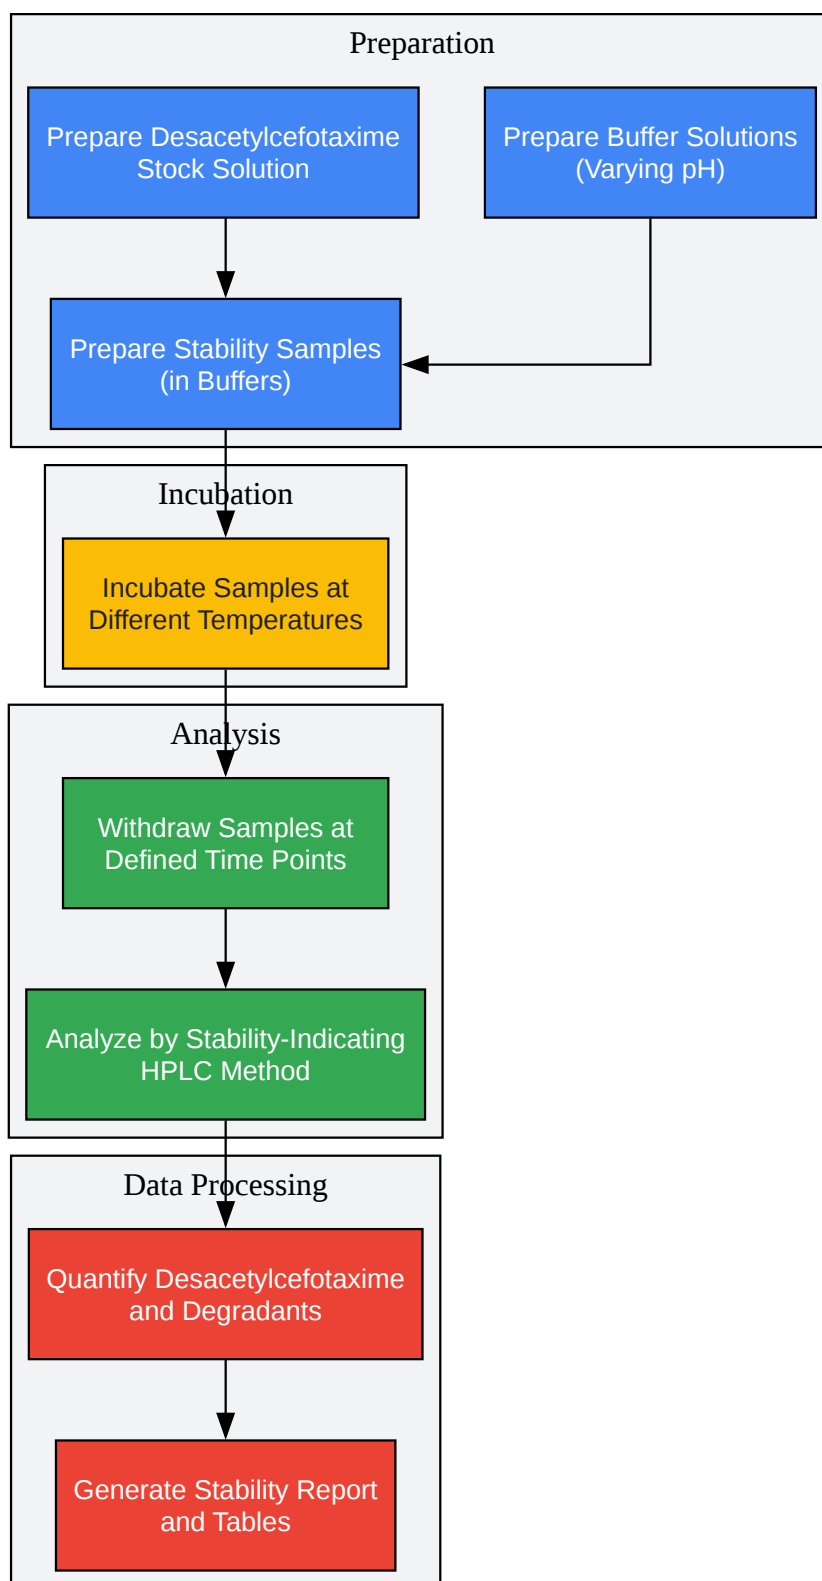 Preparation
Prepare Desacetylcefotaxime
Stock Solution
Prepare Buffer Solutions
(Varying pH)
Prepare Stability Samples
(in Buffers)
Incubation
Incubate Samples at
Different Temperatures
Analysis
Withdraw Samples at
Defined Time Points
Analyze by Stability-Indicating
HPLC Method
Data Processing
Quantify Desacetylcefotaxime
and Degradants
Generate Stability Report
and Tables